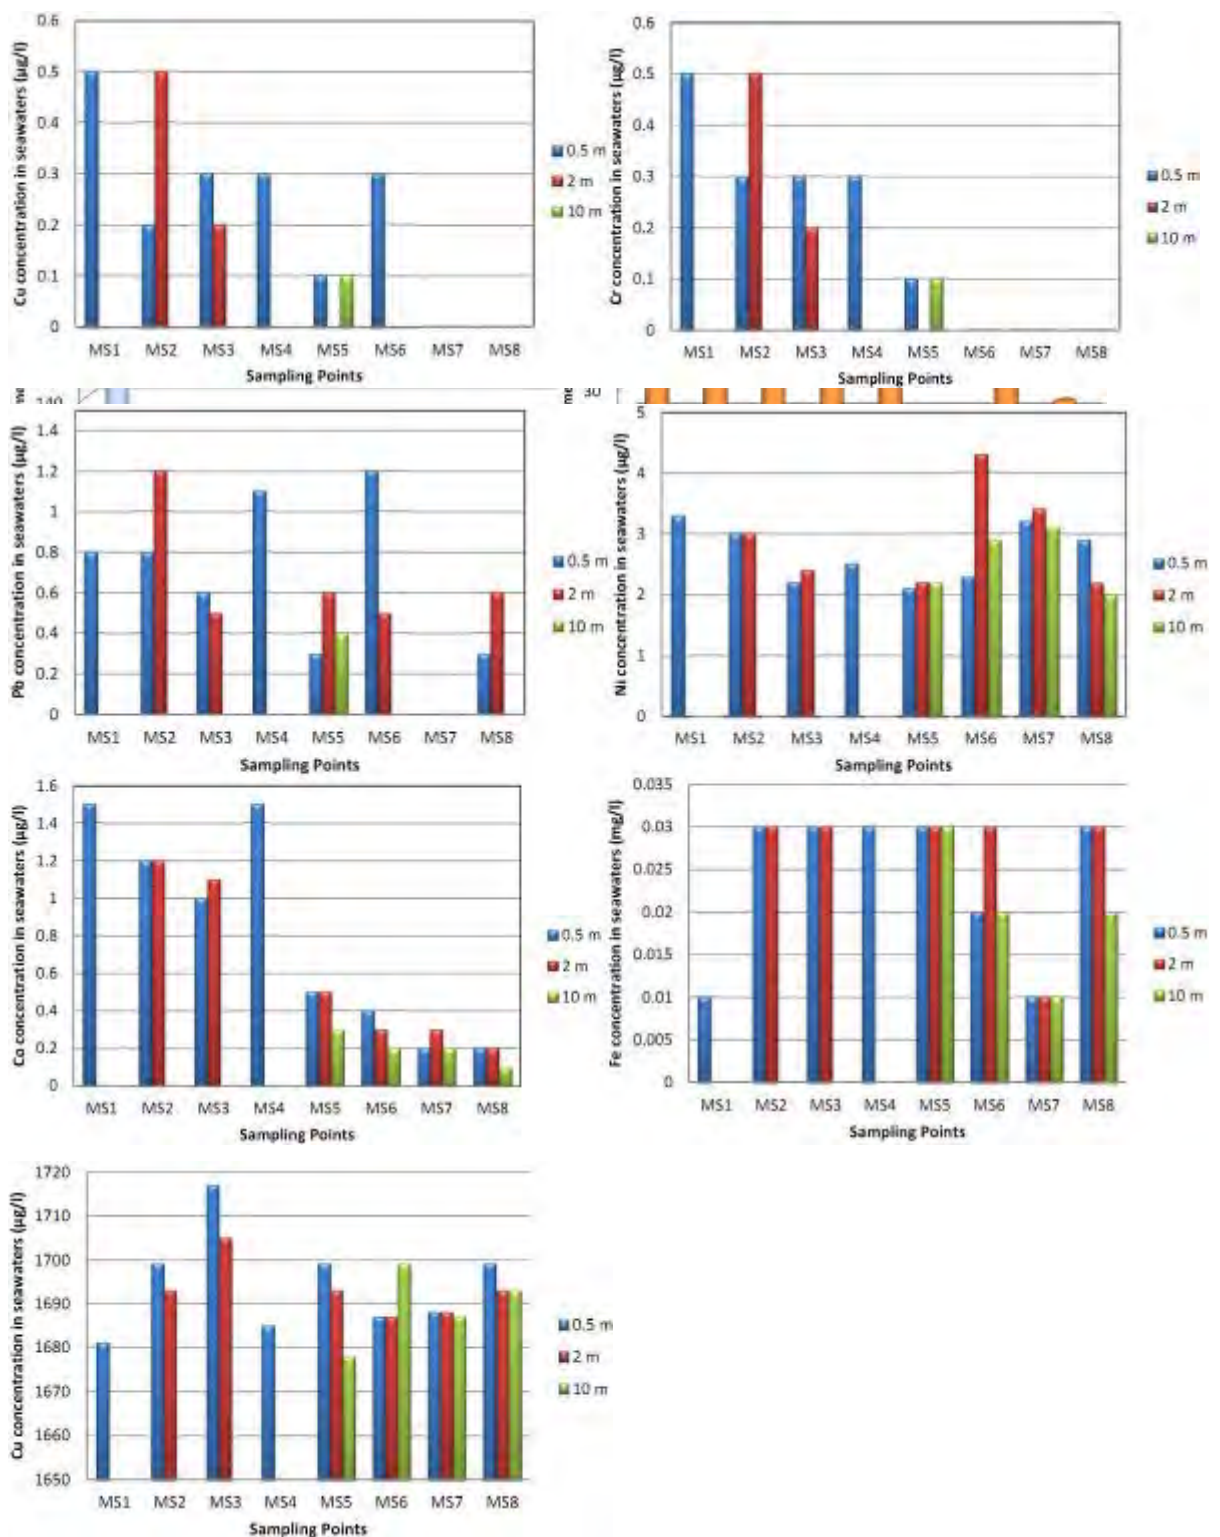 Cu concentration in seawaters (µg/l)
0.6
0.5
0.4
0.3
0.2
0.1
0
MS1 MS2 MS3 MS4 MS5 MS6 MS7 MS8
Sampling Points
0.5 m
2 m
10 m
Cr concentration in seawaters (µg/l)
0.6
0.5
0.4
0.3
0.2
0.1
0
MS1 MS2 MS3 MS4 MS5 MS6 MS7 MS8
Sampling Points
0.5 m
2 m
10 m
me
140
me
30
Pb concentration in seawaters (µg/l)
1.4
1.2
1
0.8
0.6
0.4
0.2
0
MS1 MS2 MS3 MS4 MS5 MS6 MS7 MS8
Sampling Points
0.5 m
2 m
10 m
Ni concentration in seawaters (µg/l)
5
4
3
2
1
0
MS1 MS2 MS3 MS4 MS5 MS6 MS7 MS8
Sampling Points
0.5 m
2 m
10 m
Co concentration in seawaters (µg/l)
1.6
1.4
1.2
1
0.8
0.6
0.4
0.2
0
MS1 MS2 MS3 MS4 MS5 MS6 MS7 MS8
Sampling Points
0.5 m
2 m
10 m
Fe concentration in seawaters (mg/l)
0.035
0.03
0.025
0.02
0.015
0.01
0.005
0
MS1 MS2 MS3 MS4 MS5 MS6 MS7 MS8
Sampling Points
0.5 m
2 m
10 m
Cu concentration in seawaters (µg/l)
1720
1710
1700
1690
1680
1670
1660
1650
MS1 MS2 MS3 MS4 MS5 MS6 MS7 MS8
Sampling Points
0.5 m
2 m
10 m